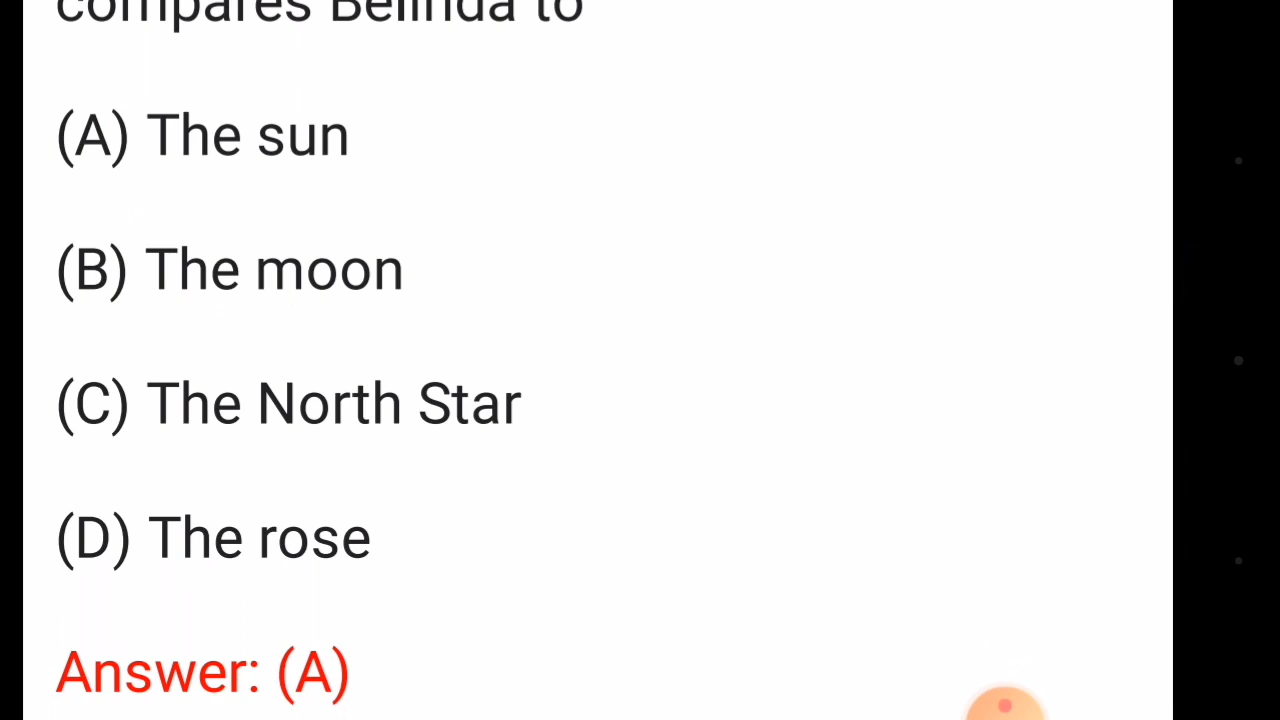 compares Belinda to
(A) The sun
(B) The moon
(C) The North Star
(D) The rose
Answer: (A)